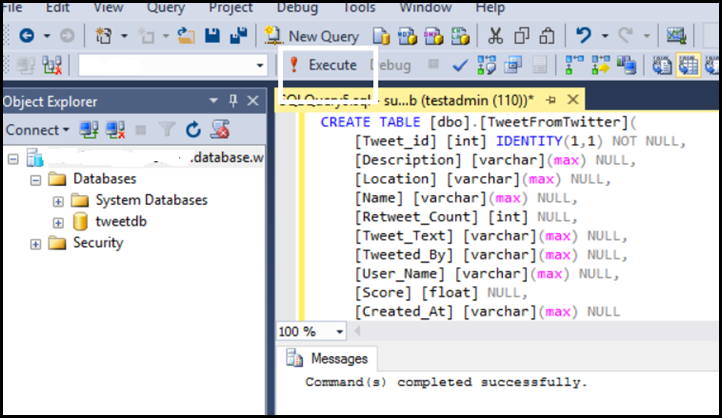 File Edit View Query Project Debug Tools Window Help
New Query
Execute Debug
Object Explorer
Connect
.database.w
Databases
System Databases
tweetdb
Security
su...b (testadmin (110))*
CREATE TABLE [dbo].[TweetFromTwitter](
[Tweet_id] [int] IDENTITY(1,1) NOT NULL,
[Description] [varchar](max) NULL,
[Location] [varchar](max) NULL,
[Name] [varchar](max) NULL,
[Retweet_Count] [int] NULL,
[Tweet_Text] [varchar](max) NULL,
[Tweeted_By] [varchar](max) NULL,
[User_Name] [varchar](max) NULL,
[Score] [float] NULL,
[Created_At] [varchar](max) NULL
100 %
Messages
Command(s) completed successfully.